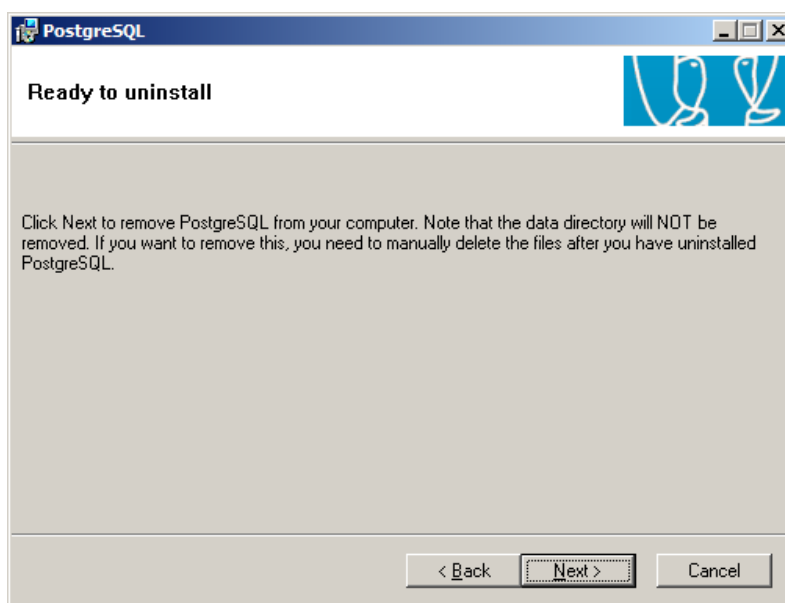 PostgreSQL
Ready to uninstall
Click Next to remove PostgreSQL from your computer. Note that the data directory will NOT be
removed. If you want to remove this, you need to manually delete the files after you have uninstalled
PostgreSQL.
< Back Next > Cancel